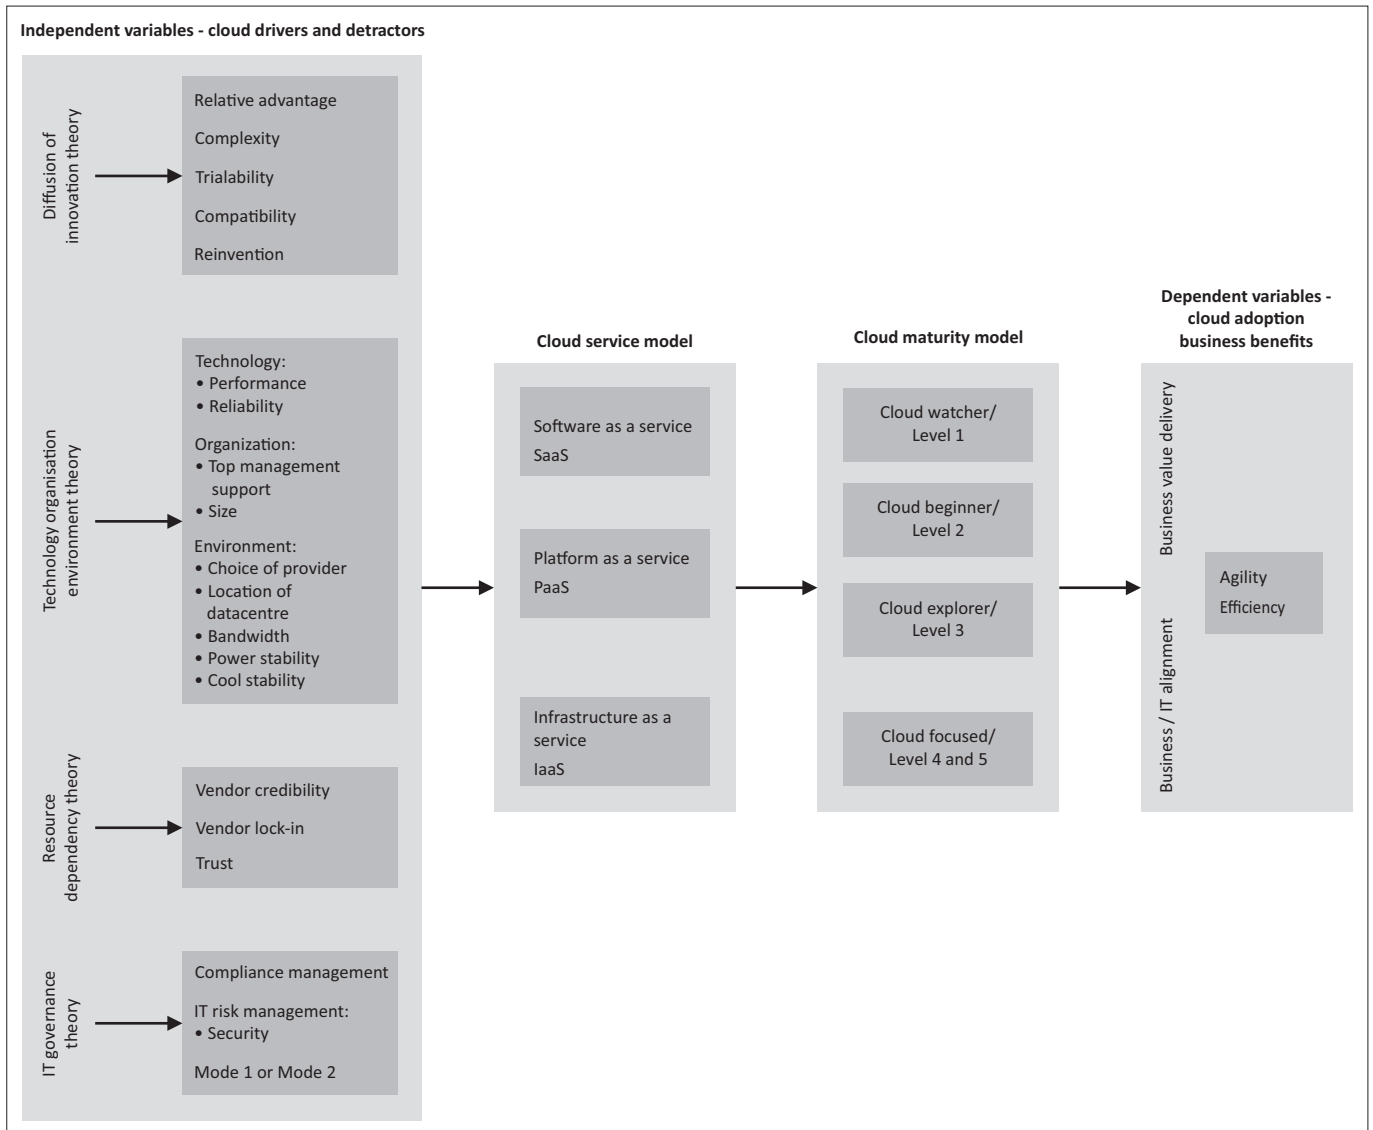 Independent variables - cloud drivers and detractors
Diffusion of
innovation theory
Relative advantage
Complexity
Trialability
Compatibility
Reinvention
Technology organisation
environment theory
Technology:
• Performance
• Reliability
Organization:
• Top management
support
• Size
Environment:
• Choice of provider
• Location of
datacentre
• Bandwidth
• Power stability
• Cool stability
Resource
dependency theory
Vendor credibility
Vendor lock-in
Trust
IT governance
theory
Compliance management
IT risk management:
• Security
Mode 1 or Mode 2
Cloud service model
Software as a service
SaaS
Platform as a service
PaaS
Infrastructure as a
service
IaaS
Cloud maturity model
Cloud watcher/
Level 1
Cloud beginner/
Level 2
Cloud explorer/
Level 3
Cloud focused/
Level 4 and 5
Dependent variables -
cloud adoption
business benefits
Business value delivery
Business / IT alignment
Agility
Efficiency